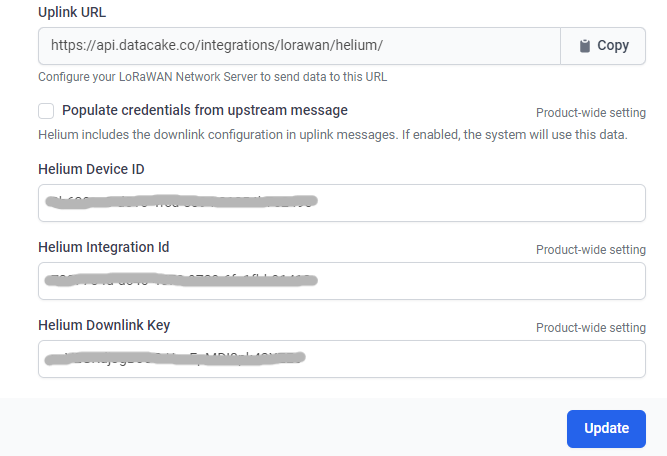 Uplink URL
https://api.datacake.co/integrations/lorawan/helium/
Copy
Configure your LoRaWAN Network Server to send data to this URL
Populate credentials from upstream message
Product-wide setting
Helium includes the downlink configuration in uplink messages. If enabled, the system will use this data.
Helium Device ID
Helium Integration Id
Product-wide setting
Helium Downlink Key
Product-wide setting
Update